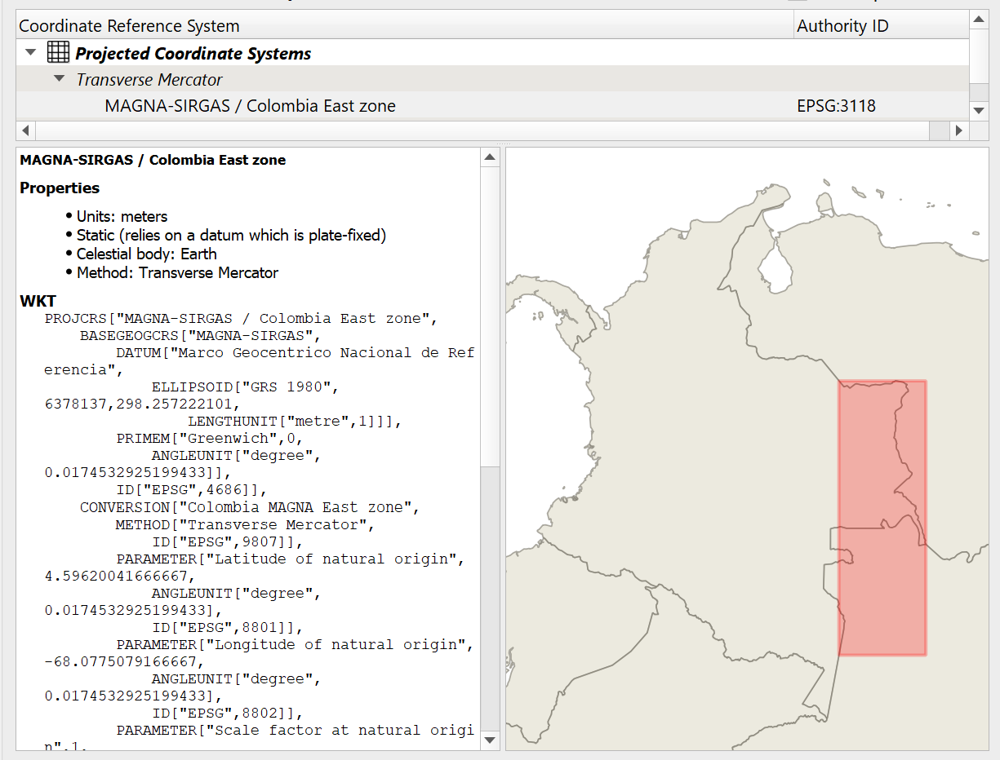 Coordinate Reference System Authority ID
Projected Coordinate Systems
Transverse Mercator
MAGNA-SIRGAS / Colombia East zone EPSG:3118
MAGNA-SIRGAS / Colombia East zone
Properties
• Units: meters
• Static (relies on a datum which is plate-fixed)
• Celestial body: Earth
• Method: Transverse Mercator
WKT
PROJCRS["MAGNA-SIRGAS / Colombia East zone",
BASEGEOGCRS["MAGNA-SIRGAS",
DATUM["Marco Geocentrico Nacional de Ref
erencia",
ELLIPSOID["GRS 1980",
6378137,298.257222101,
LENGTHUNIT["metre",1]]],
PRIMEM["Greenwich",0,
ANGLEUNIT["degree",
0.0174532925199433]],
ID["EPSG",4686]],
CONVERSION["Colombia MAGNA East zone",
METHOD["Transverse Mercator",
ID["EPSG",9807]],
PARAMETER["Latitude of natural origin",
4.59620041666667,
ANGLEUNIT["degree",
0.0174532925199433],
ID["EPSG",8801]],
PARAMETER["Longitude of natural origin",
-68.0775079166667,
ANGLEUNIT["degree",
0.0174532925199433],
ID["EPSG",8802]],
PARAMETER["Scale factor at natural origi
n",1,